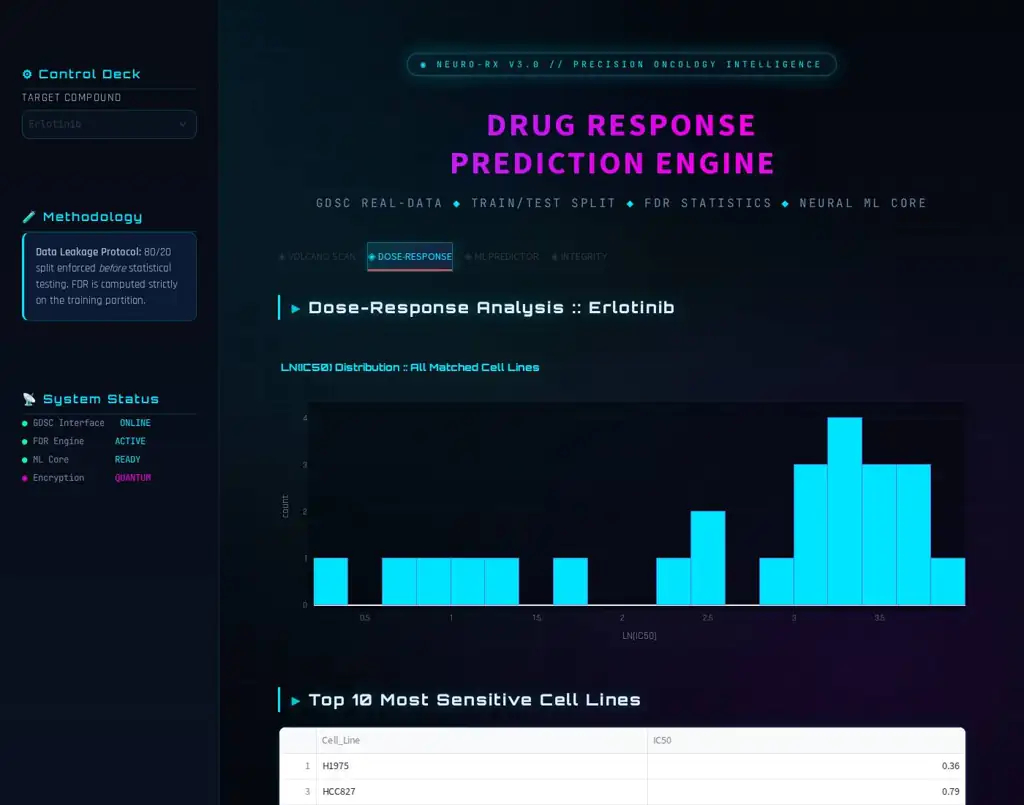 Control Deck
TARGET COMPOUND
Erlotinib
Methodology
Data Leakage Protocol: 80/20
split enforced before statistical
testing. FDR is computed strictly
on the training partition.
System Status
GDSC Interface ONLINE
FDR Engine ACTIVE
ML Core READY
Encryption QUANTUM
NEURO-RX V3.0 // PRECISION ONCOLOGY INTELLIGENCE
DRUG RESPONSE
PREDICTION ENGINE
GDSC REAL-DATA ◆ TRAIN/TEST SPLIT ◆ FDR STATISTICS ◆ NEURAL ML CORE
◈ VOLCANO SCAN ◈ DOSE-RESPONSE ◈ ML PREDICTOR ◈ INTEGRITY
▶ Dose-Response Analysis :: Erlotinib
LN(IC50) Distribution :: All Matched Cell Lines
4
3
2
1
0
count
0.5 1 1.5 2 2.5 3 3.5
LN(IC50)
▶ Top 10 Most Sensitive Cell Lines
Cell_Line IC50
1 H1975 0.36
3 HCC827 0.79